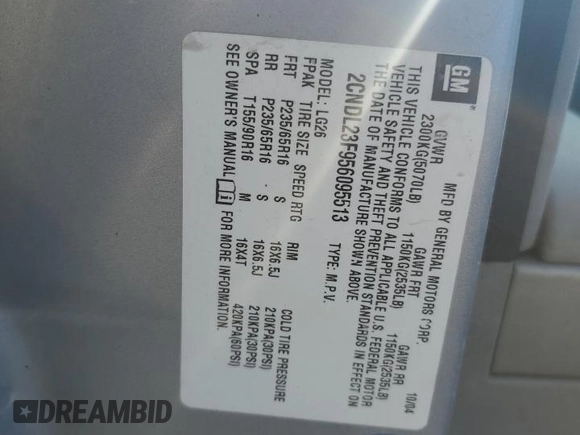 GM ®
MFD BY GENERAL MOTORS CORP. 10/04
GVWR GAWR FRT GAWR RR
2300KG(5070LB) 1150KG(2535LB) 1150KG(2535LB)
THIS VEHICLE CONFORMS TO ALL APPLICABLE U.S. FEDERAL MOTOR
VEHICLE SAFETY AND THEFT PREVENTION STANDARDS IN EFFECT ON
THE DATE OF MANUFACTURE SHOWN ABOVE.
2CNDL23F956095513 TYPE: M.P.V.
MODEL: LG26
FPAK TIRE SIZE SPEED RTG RIM COLD TIRE PRESSURE
FRT P235/65R16 S 16X6.5J 210KPA(30PSI)
RR P235/65R16 S 16X6.5J 210KPA(30PSI)
SPA T155/90R16 M 16X4T 420KPA(60PSI)
SEE OWNER'S MANUAL FOR MORE INFORMATION.
DREAMBID